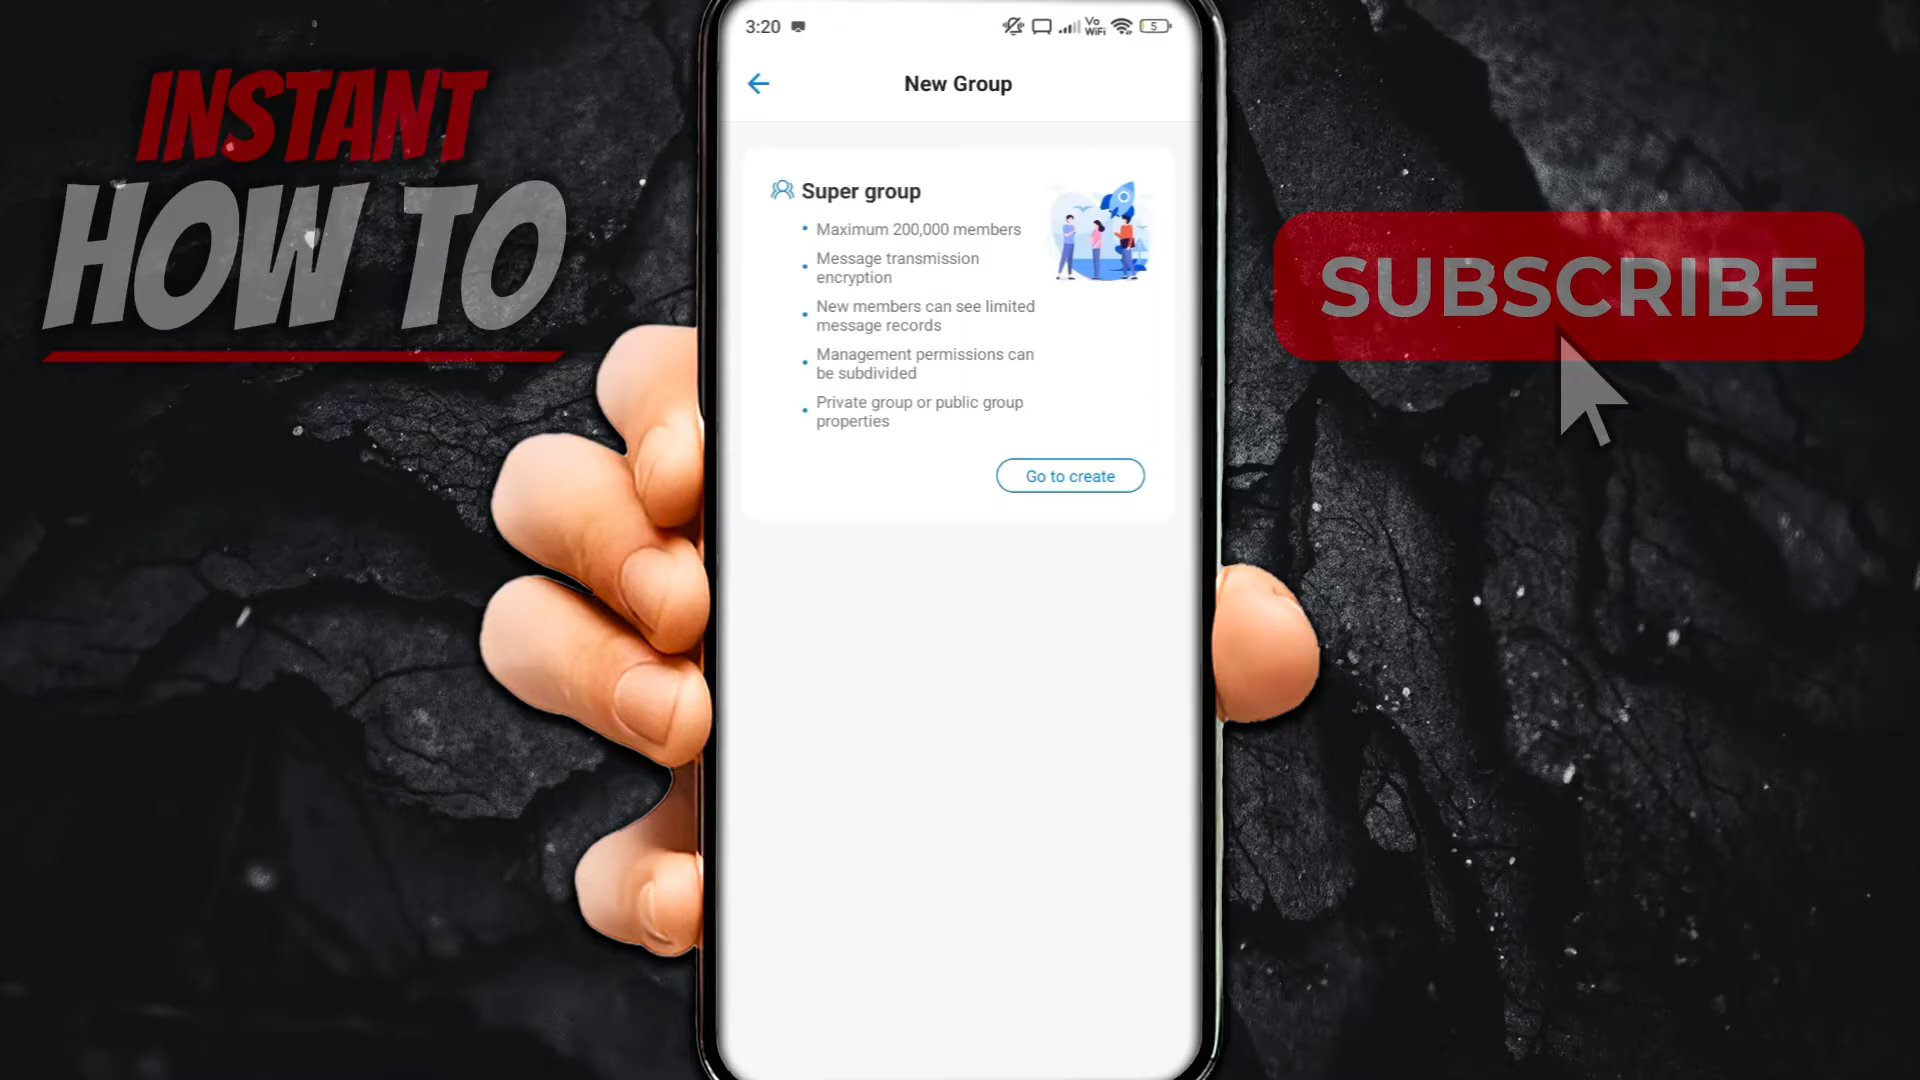 INSTANT
HOW TO
3:20
Vo
WiFi
5
New Group
Super group
Maximum 200,000 members
Message transmission
encryption
New members can see limited
message records
Management permissions can
be subdivided
Private group or public group
properties
Go to create
SUBSCRIBE